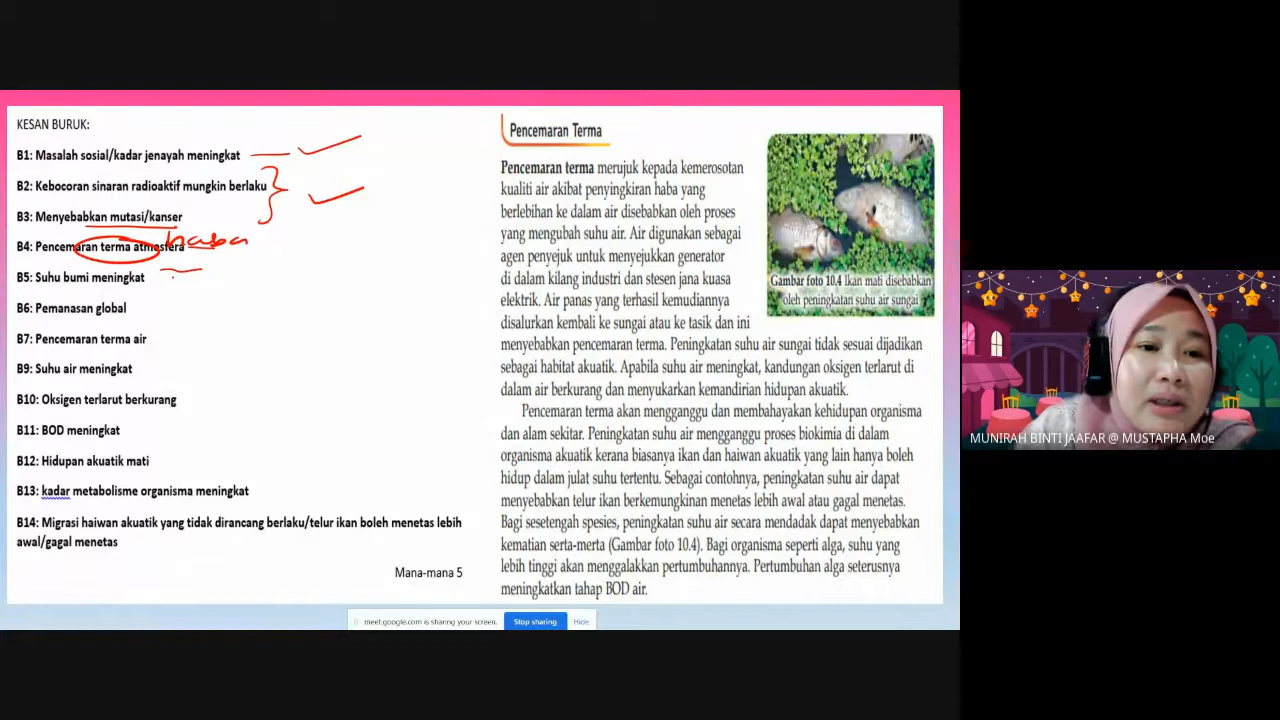 KESAN BURUK:
B1: Masalah sosial/kadar jenayah meningkat
B2: Kebocoran sinaran radioaktif mungkin berlaku
B3: Menyebabkan mutasi/kanser
haba
B4: Pencemaran terma atmosfera
B5: Suhu bumi meningkat
B6: Pemanasan global
B7: Pencemaran terma air
B9: Suhu air meningkat
B10: Oksigen terlarut berkurang
B11: BOD meningkat
B12: Hidupan akuatik mati
B13: kadar metabolisme organisma meningkat
B14: Migrasi haiwan akuatik yang tidak dirancang berlaku/telur ikan boleh menetas lebih
awal/gagal menetas
Mana-mana 5
Pencemaran Terma
Pencemaran terma merujuk kepada kemerosotan
kualiti air akibat penyingkiran haba yang
berlebihan ke dalam air disebabkan oleh proses
yang mengubah suhu air. Air digunakan sebagai
agen penyejuk untuk menyejukkan generator
di dalam kilang industri dan stesen jana kuasa
elektrik. Air panas yang terhasil kemudiannya
disalurkan kembali ke sungai atau ke tasik dan ini
menyebabkan pencemaran terma. Peningkatan suhu air sungai tidak sesuai dijadikan
sebagai habitat akuatik. Apabila suhu air meningkat, kandungan oksigen terlarut di
dalam air berkurang dan menyukarkan kemandirian hidupan akuatik.
Pencemaran terma akan mengganggu dan membahayakan kehidupan organisma
dan alam sekitar. Peningkatan suhu air mengganggu proses biokimia di dalam
organisma akuatik kerana biasanya ikan dan haiwan akuatik yang lain hanya boleh
hidup dalam julat suhu tertentu. Sebagai contohnya, peningkatan suhu air dapat
menyebabkan telur ikan berkemungkinan menetas lebih awal atau gagal menetas.
Bagi sesetengah spesies, peningkatan suhu air secara mendadak dapat menyebabkan
kematian serta-merta (Gambar foto 10.4). Bagi organisma seperti alga, suhu yang
lebih tinggi akan menggalakkan pertumbuhannya. Pertumbuhan alga seterusnya
meningkatkan tahap BOD air.
Gambar foto 10.4 Ikan mati disebabkan
oleh peningkatan suhu air sungai
meet.google.com is sharing your screen.
Stop sharing
Hide
MUNIRAH BINTI JAAFAR @ MUSTAPHA Moe